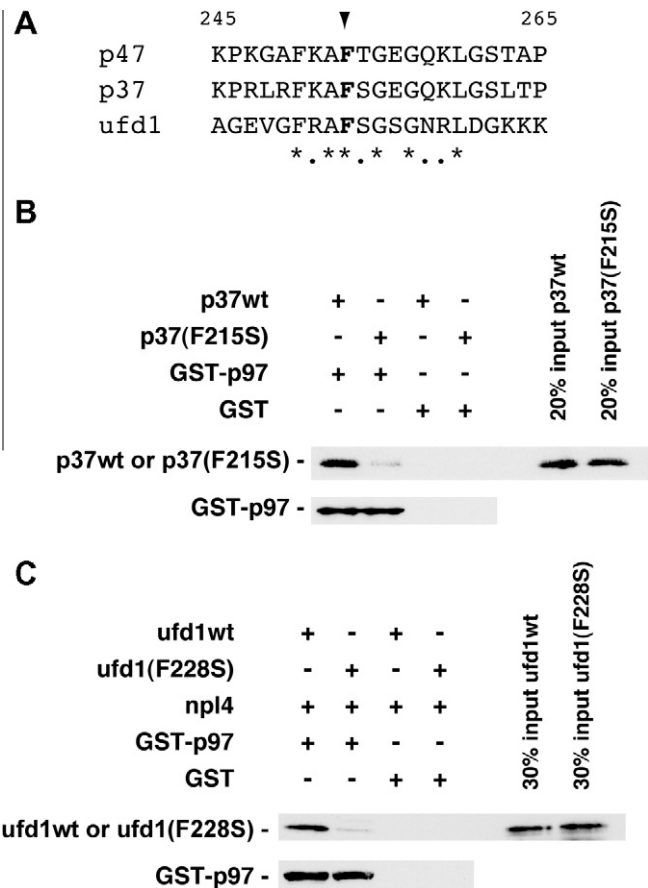 A
245 265
p47 KPKGAFKAFTGEGQKLGSTAP
p37 KPRLRFKAFSGEGQKLGSLTP
ufd1 AGEVGFRAFSGSGNRLDGKKK
*.**.* *..*
B
20% input p37wt
20% input p37(F215S)
p37wt + - + -
p37(F215S) - + - +
GST-p97 + + - -
GST - - + +
p37wt or p37(F215S) -
GST-p97 -
C
30% input ufd1wt
30% input ufd1(F228S)
ufd1wt + - + -
ufd1(F228S) - + - +
npl4 + + + +
GST-p97 + + - -
GST - - + +
ufd1wt or ufd1(F228S) -
GST-p97 -